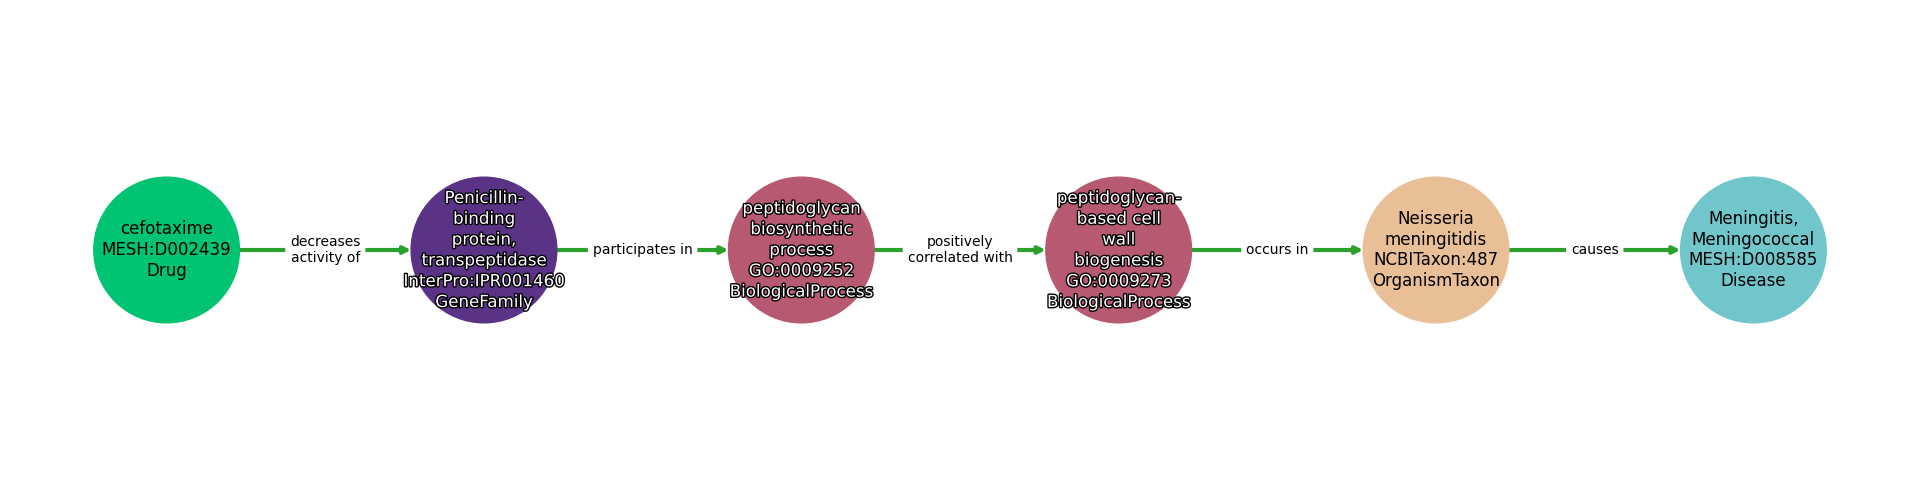 cefotaxime
MESH:D002439
Drug
decreases
activity of
Penicillin-
binding
protein,
transpeptidase
InterPro:IPR001460
GeneFamily
participates in
peptidoglycan
biosynthetic
process
GO:0009252
BiologicalProcess
positively
correlated with
peptidoglycan-
based cell
wall
biogenesis
GO:0009273
BiologicalProcess
occurs in
Neisseria
meningitidis
NCBITaxon:487
OrganismTaxon
causes
Meningitis,
Meningococcal
MESH:D008585
Disease